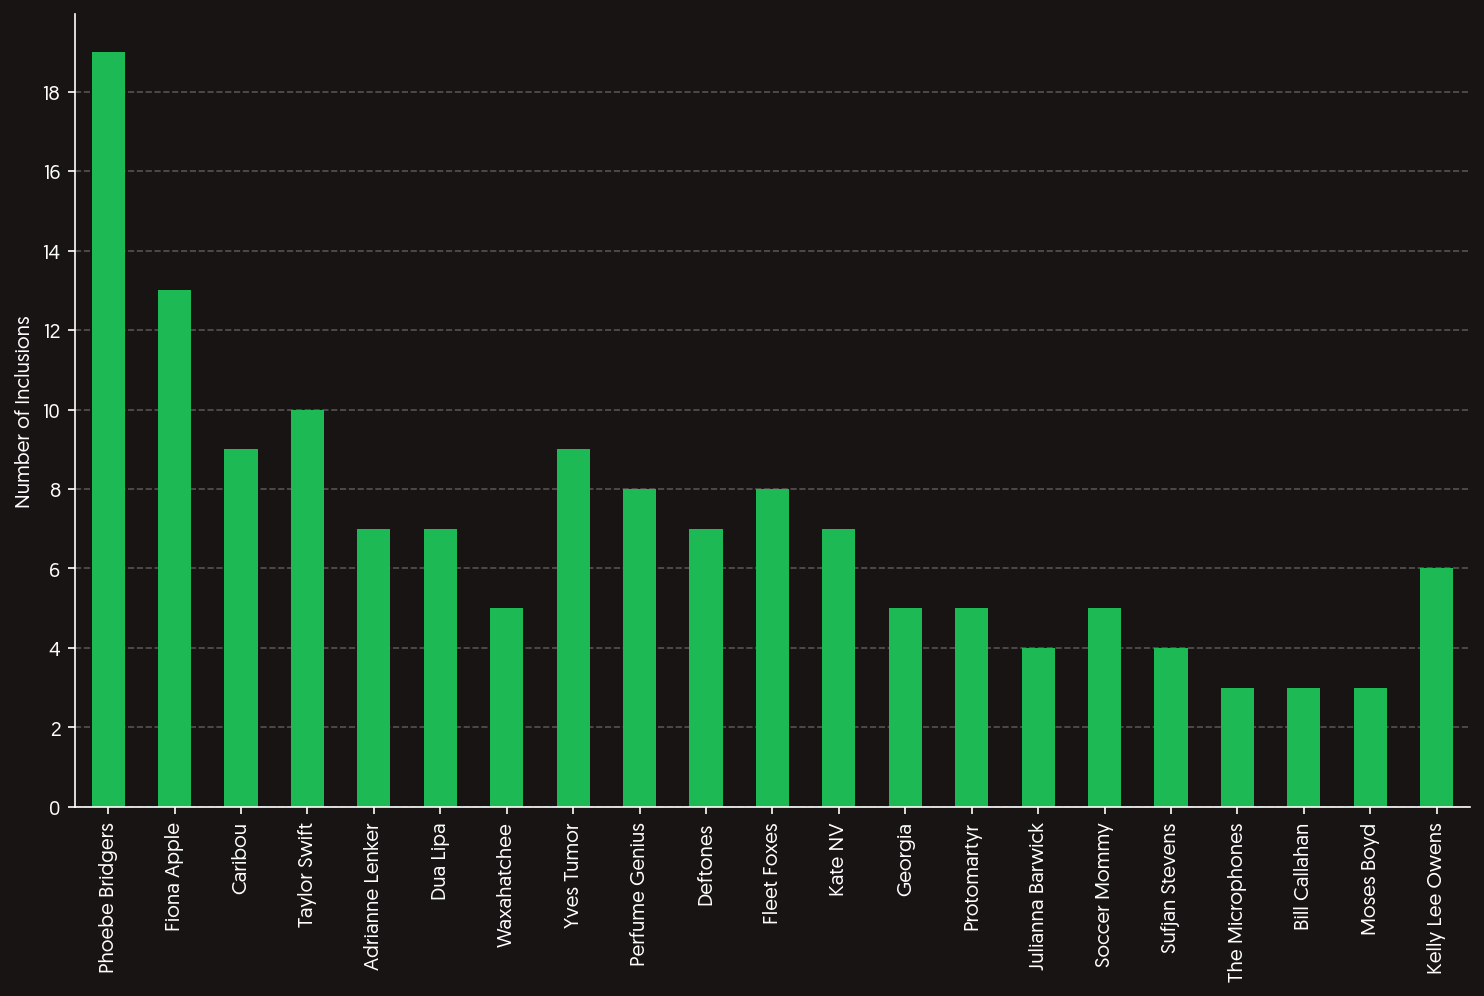 Number of Inclusions
18
16
14
12
10
8
6
4
2
0
Phoebe Bridgers
Fiona Apple
Caribou
Taylor Swift
Adrianne Lenker
Dua Lipa
Waxahatchee
Yves Tumor
Perfume Genius
Deftones
Fleet Foxes
Kate NV
Georgia
Protomartyr
Julianna Barwick
Soccer Mommy
Sufjan Stevens
The Microphones
Bill Callahan
Moses Boyd
Kelly Lee Owens